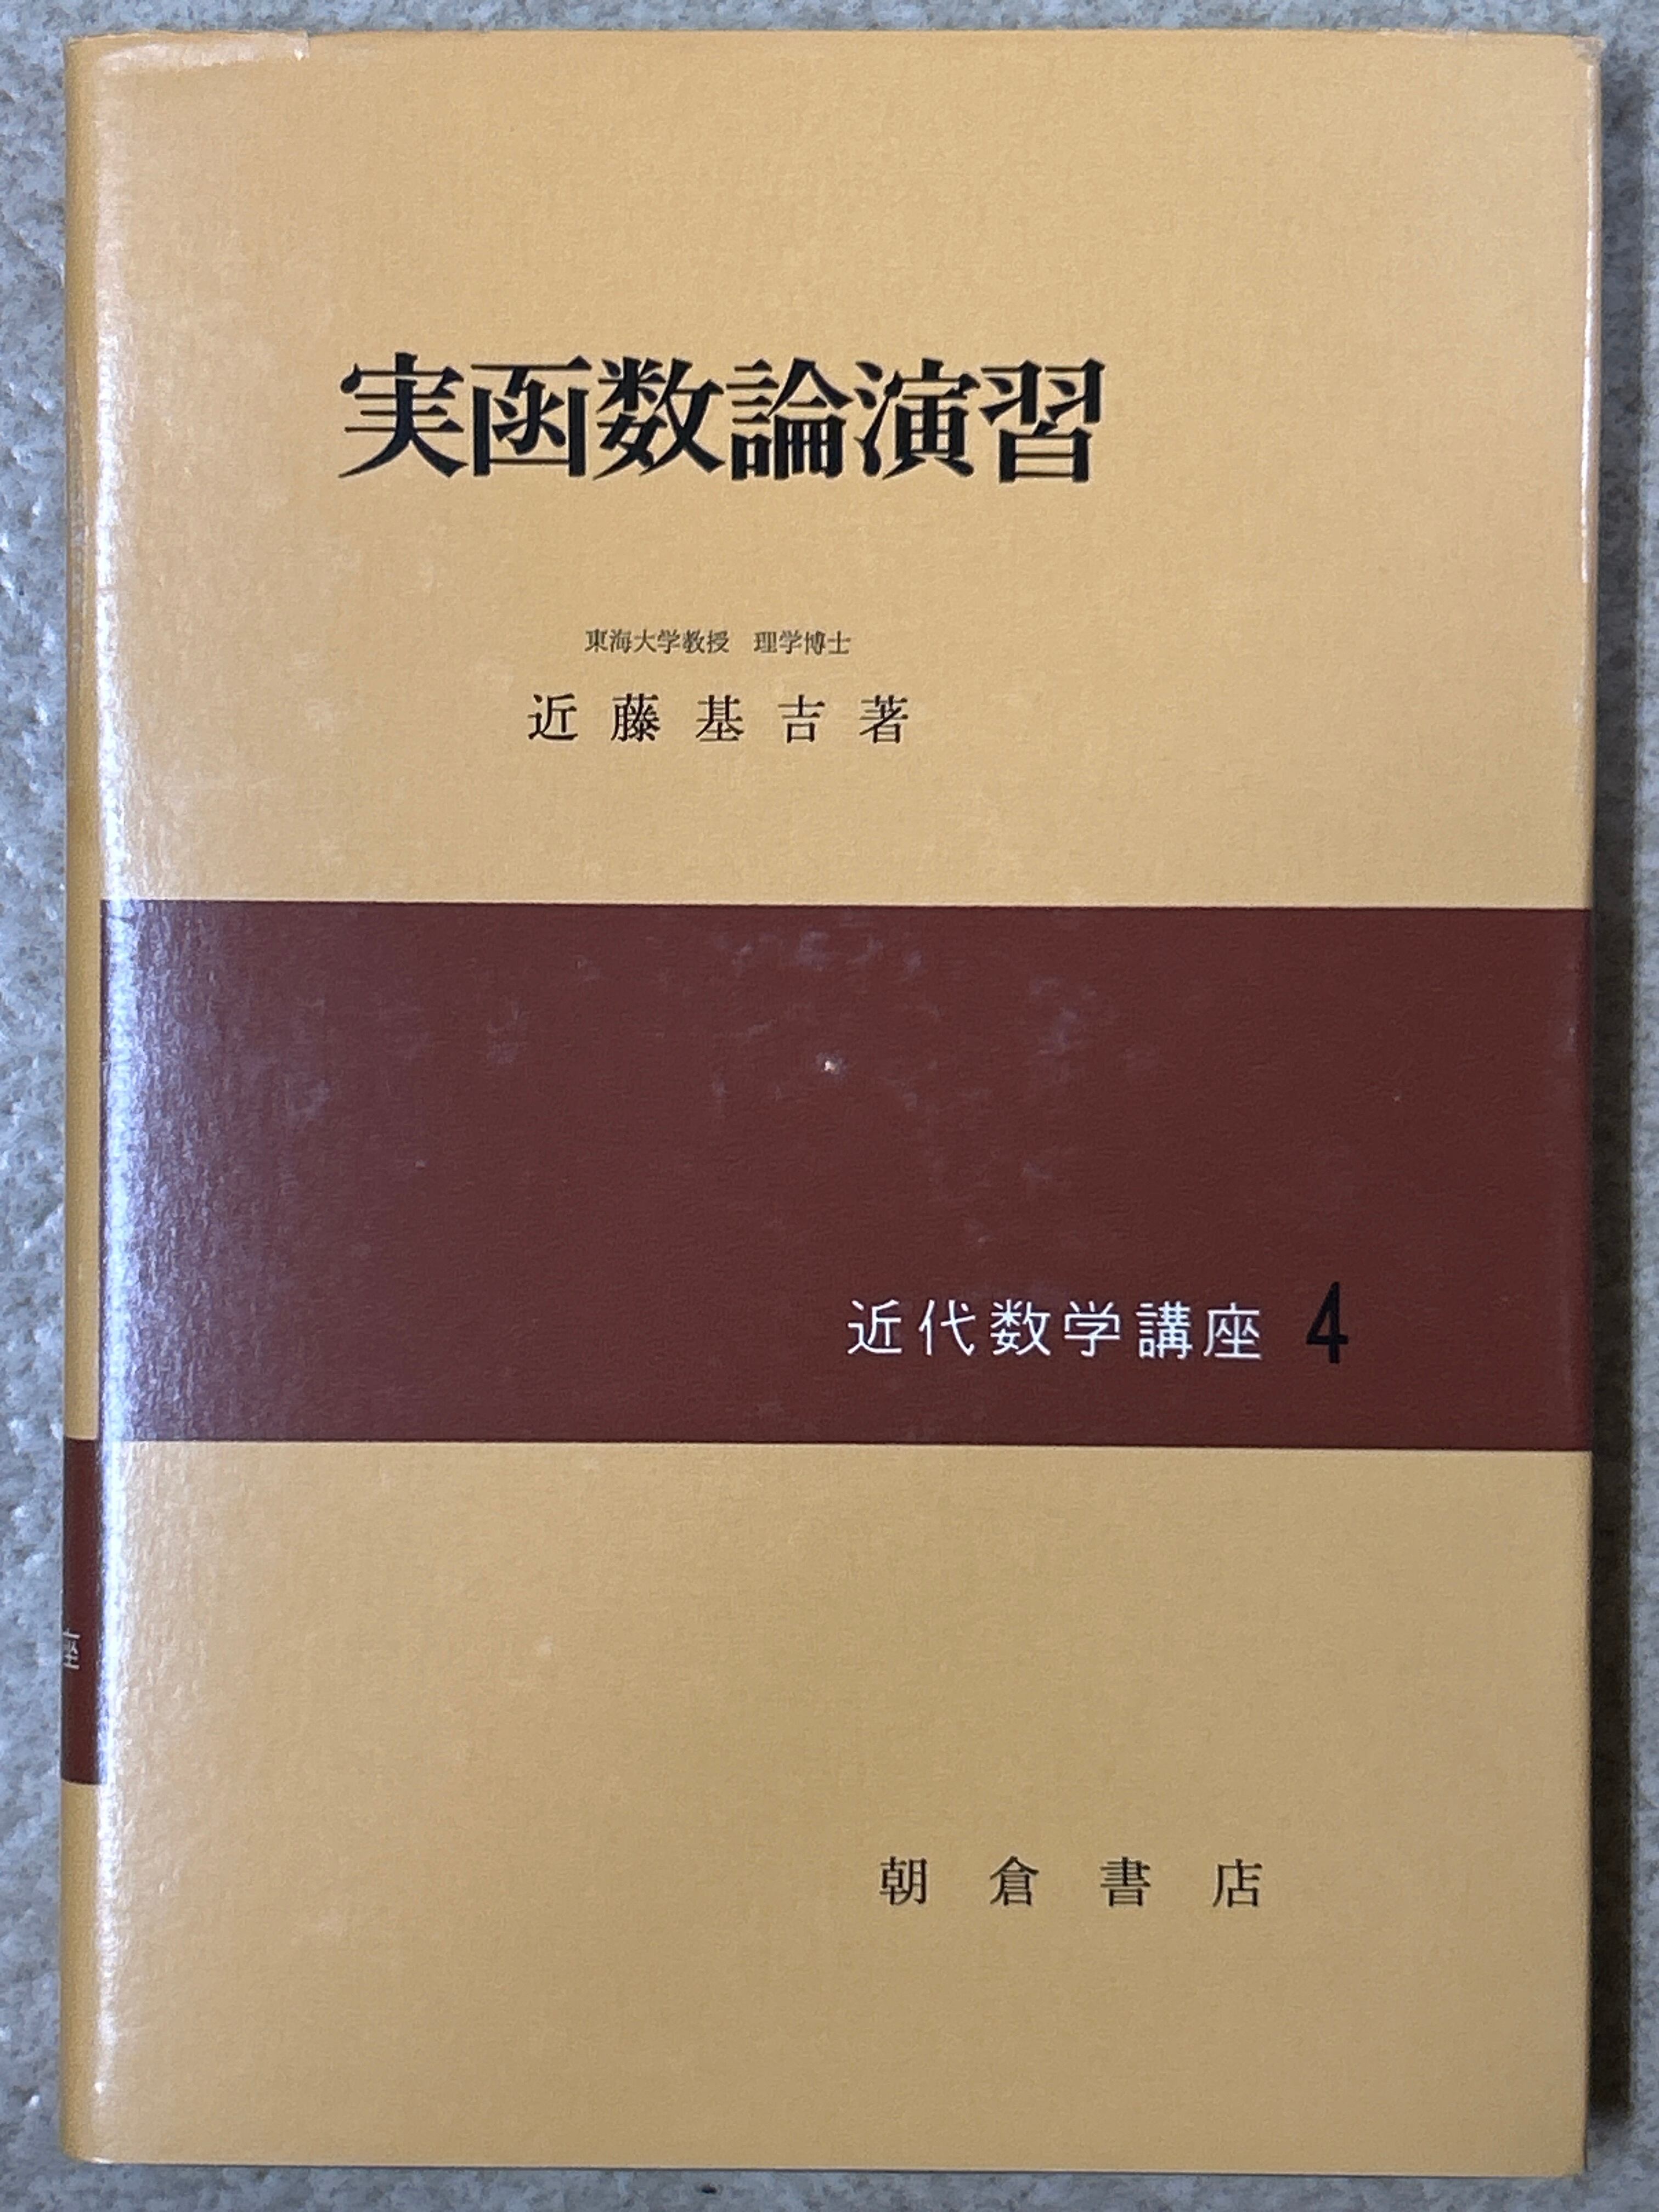 実函数論演習
東海大学教授 理学博士
近藤基吉著
近代数学講座 4
朝倉書店
座